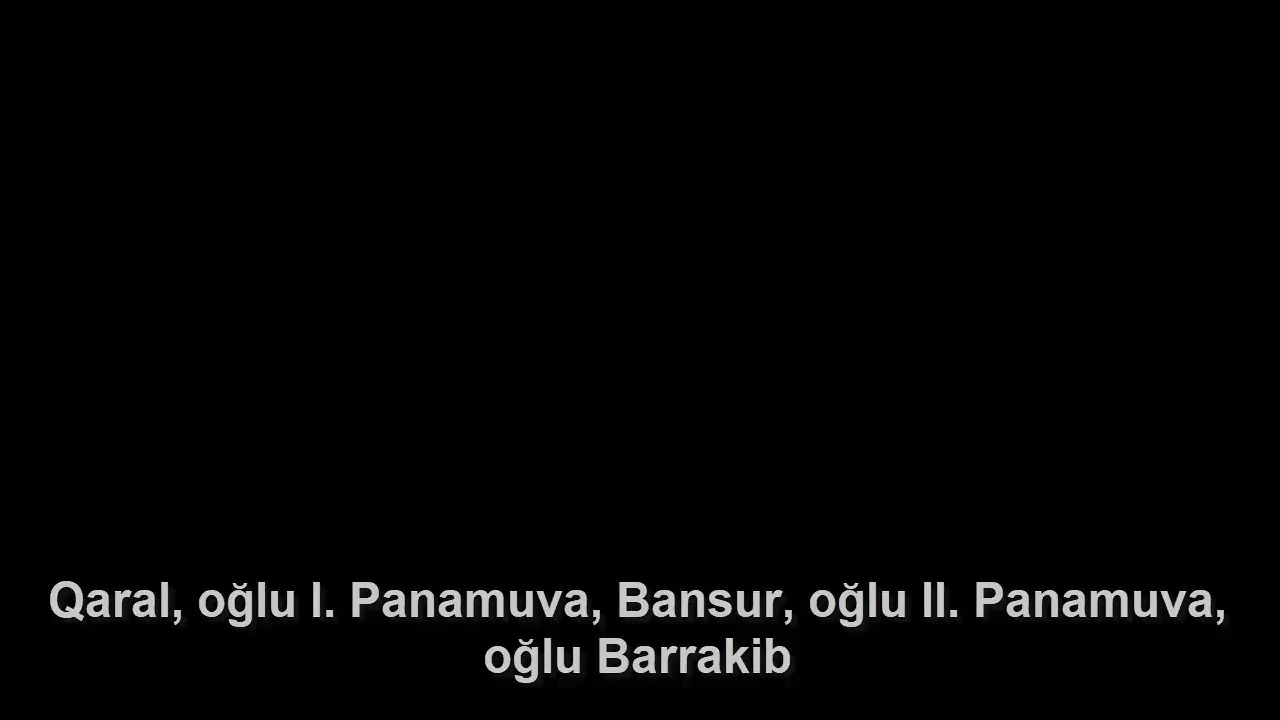 Qaral, oğlu I. Panamuva, Bansur, oğlu II. Panamuva,
oğlu Barrakib